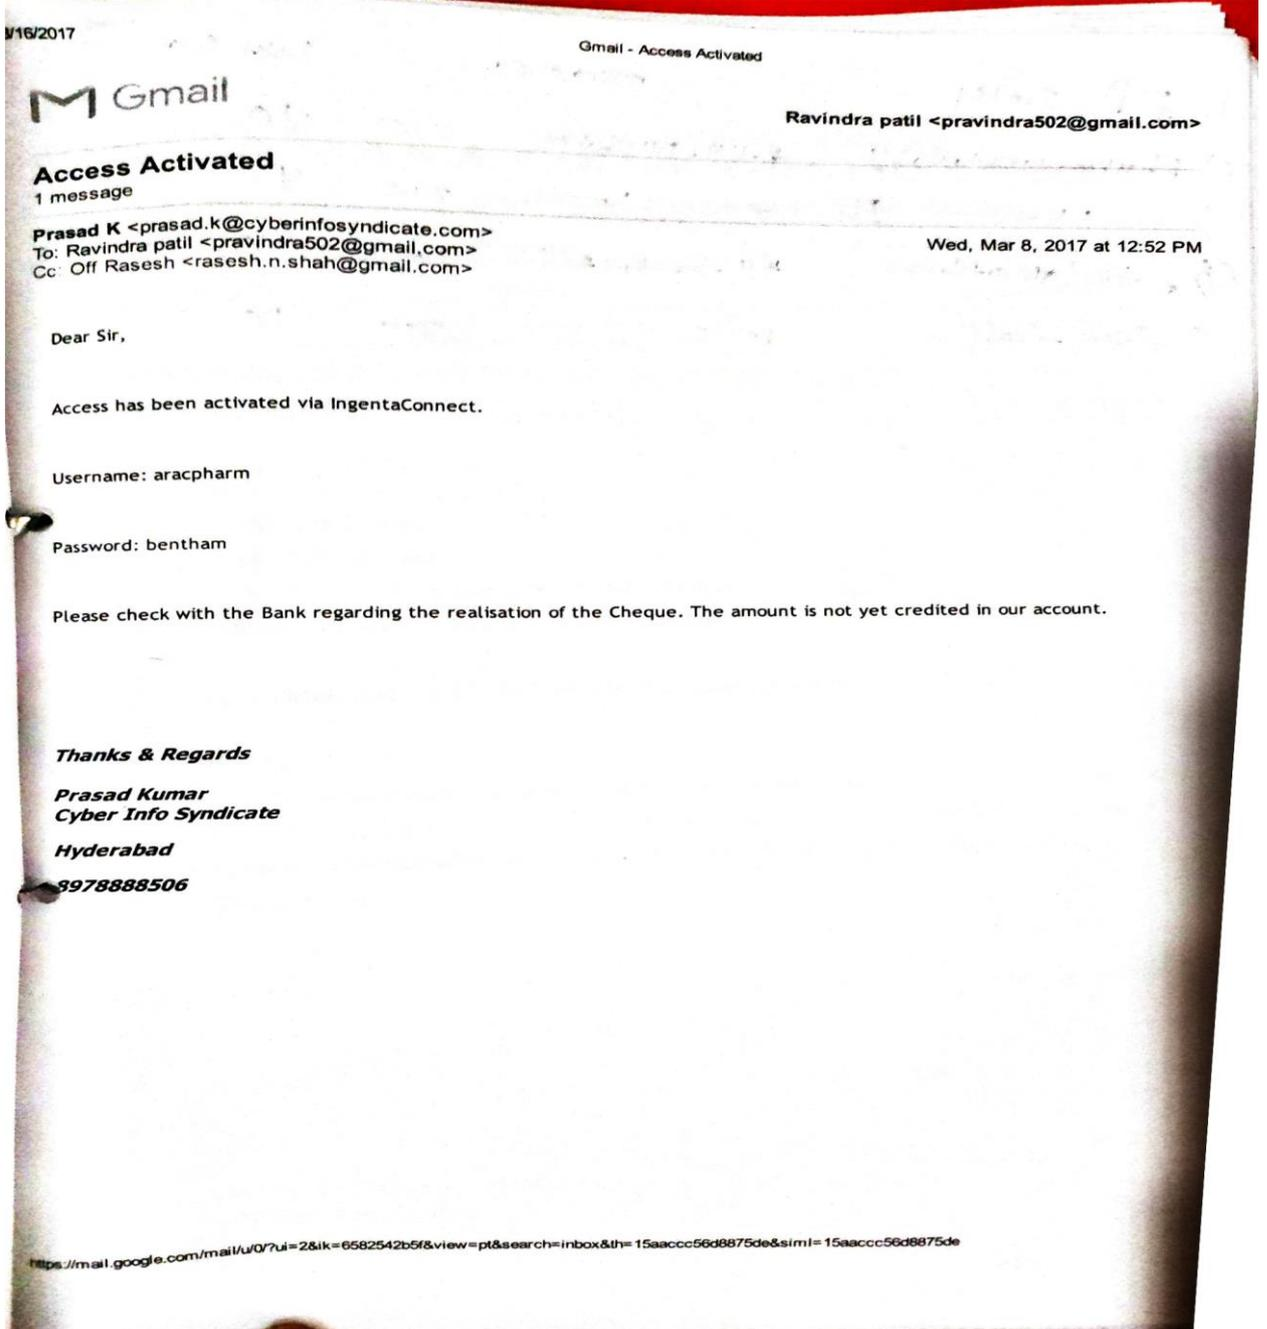 /16/2017
Gmail - Access Activated
Gmail
Ravindra patil <pravindra502@gmail.com>
Access Activated
1 message
Prasad K <prasad.k@cyberinfosyndicate.com>
To: Ravindra patil <pravindra502@gmail.com>
Cc: Off Rasesh <rasesh.n.shah@gmail.com>
Wed, Mar 8, 2017 at 12:52 PM
Dear Sir,
Access has been activated via IngentaConnect.
Username: aracpharm
Password: bentham
Please check with the Bank regarding the realisation of the Cheque. The amount is not yet credited in our account.
Thanks & Regards
Prasad Kumar
Cyber Info Syndicate
Hyderabad
8978888506
https://mail.google.com/mail/u/0/?ui=2&ik=6582542b5f&view=pt&search=inbox&th=15aaccc56d8875de&siml=15aaccc56d8875de